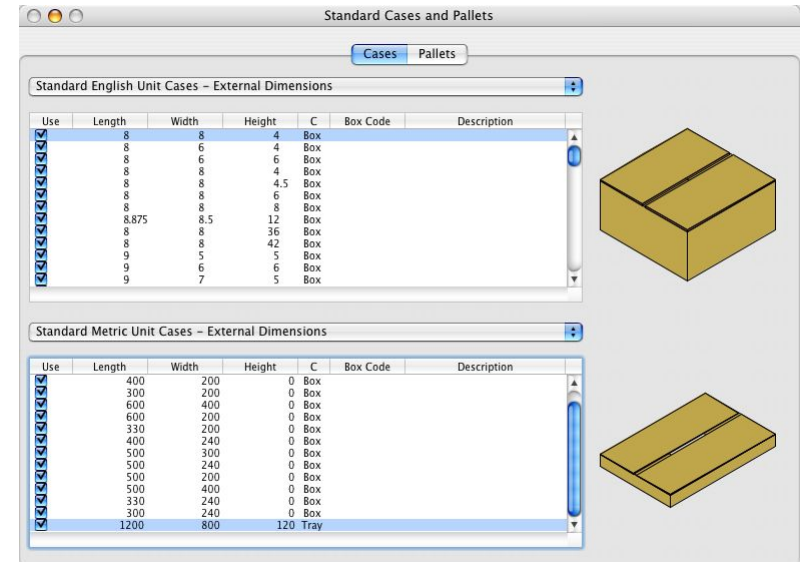 Standard Cases and Pallets
Cases Pallets
Standard English Unit Cases – External Dimensions
Use Length Width Height C Box Code Description
8 8 4 Box
8 6 4 Box
8 6 6 Box
8 8 4 Box
8 8 4.5 Box
8 8 6 Box
8 8 8 Box
8.875 8.5 12 Box
8 8 36 Box
8 8 42 Box
9 5 5 Box
9 6 6 Box
9 7 5 Box
Standard Metric Unit Cases – External Dimensions
Use Length Width Height C Box Code Description
400 200 0 Box
300 200 0 Box
600 400 0 Box
600 200 0 Box
330 200 0 Box
400 240 0 Box
500 300 0 Box
500 240 0 Box
500 200 0 Box
500 400 0 Box
330 240 0 Box
300 240 0 Box
1200 800 120 Tray